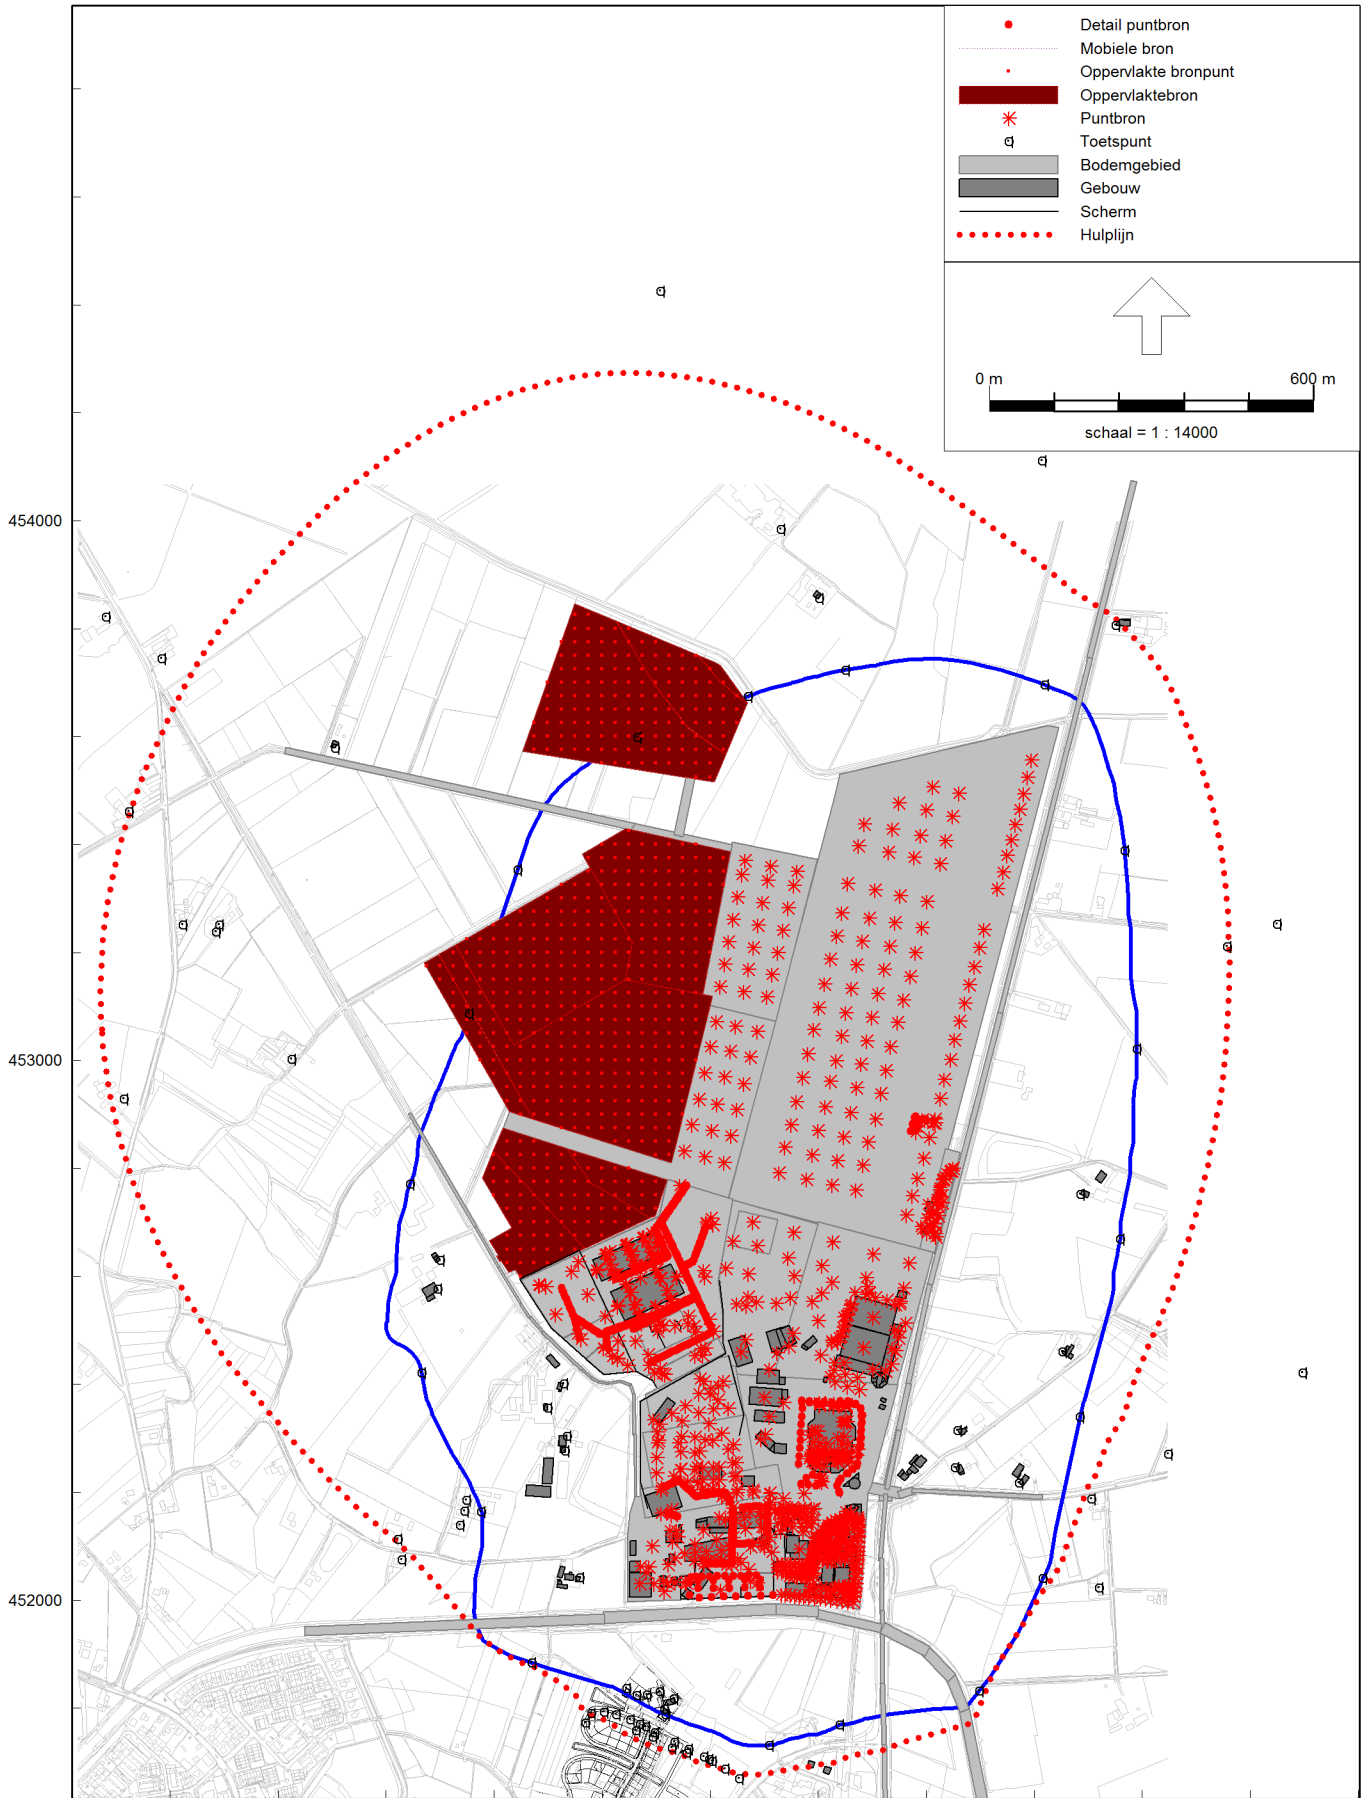 Detail puntbron
Mobiele bron
Oppervlakte bronpunt
Oppervlaktebron
Puntbron
Toetspunt
Bodemgebied
Gebouw
Scherm
Hulplijn
0 m
600 m
schaal = 1 : 14000
454000
453000
452000